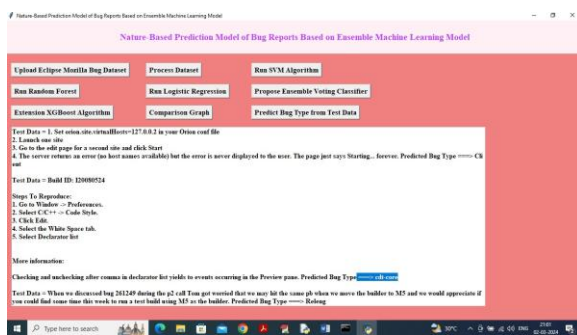 Nature-Based Prediction Model of Bug Reports Based on Ensemble Machine Learning Model
Nature-Based Prediction Model of Bug Reports Based on Ensemble Machine Learning Model
Upload Eclipse Mozilla Bug Dataset
Process Dataset
Run SVM Algorithm
Run Random Forest
Run Logistic Regression
Propose Ensemble Voting Classifier
Extension XGBoost Algorithm
Comparison Graph
Predict Bug Type from Test Data
Test Data = 1. Set orion.site.virtualHosts=127.0.0.2 in your Orion conf file
2. Launch one site
3. Go to the edit page for a second site and click Start
4. The server returns an error (no host names available) but the error is never displayed to the user. The page just says Starting... forever. Predicted Bug Type ===> Cli
ent
Test Data = Build ID: I20080524
Steps To Reproduce:
1. Go to Window -> Preferences.
2. Select C/C++ -> Code Style.
3. Click Edit.
4. Select the White Space tab.
5. Select Declarator list
More information:
Checking and unchecking after comma in declarator list yields to events occurring in the Preview pane. Predicted Bug Type ===> cdt-core
Test Data = When we discussed bug 261249 during the p2 call Tom got worried that we may hit the same pb when we move the builder to M5 and we would appreciate if
you could find some time this week to run a test build using M5 as the builder. Predicted Bug Type ===> Releng
Type here to search
30°C
ENG
21:03
02-03-2024